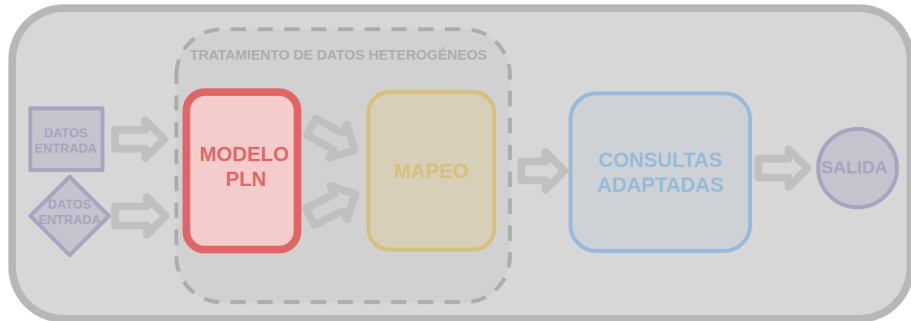 TRATAMIENTO DE DATOS HETEROGÉNEOS
DATOS
ENTRADA
DATOS
ENTRADA
MODELO
PLN
MAPEO
CONSULTAS
ADAPTADAS
SALIDA